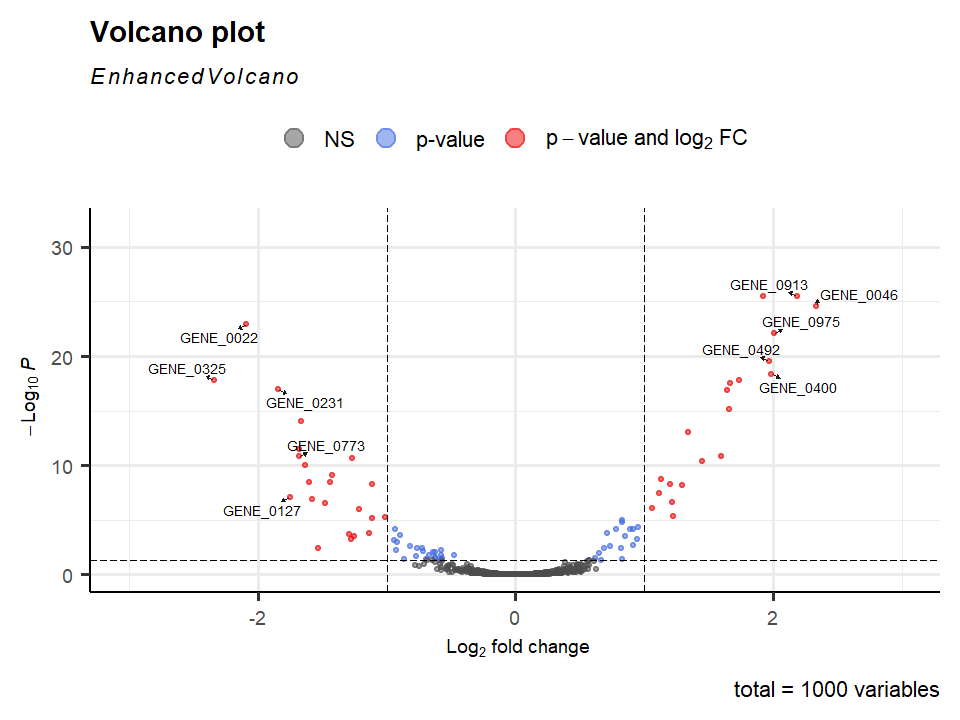 Volcano plot
EnhancedVolcano
NS p-value p – value and log₂ FC
30
20
10
0
– Log₁₀ P
GENE_0913
GENE_0046
GENE_0975
GENE_0022
GENE_0492
GENE_0325
GENE_0400
GENE_0231
GENE_0773
GENE_0127
-2 0 2
Log₂ fold change
total = 1000 variables